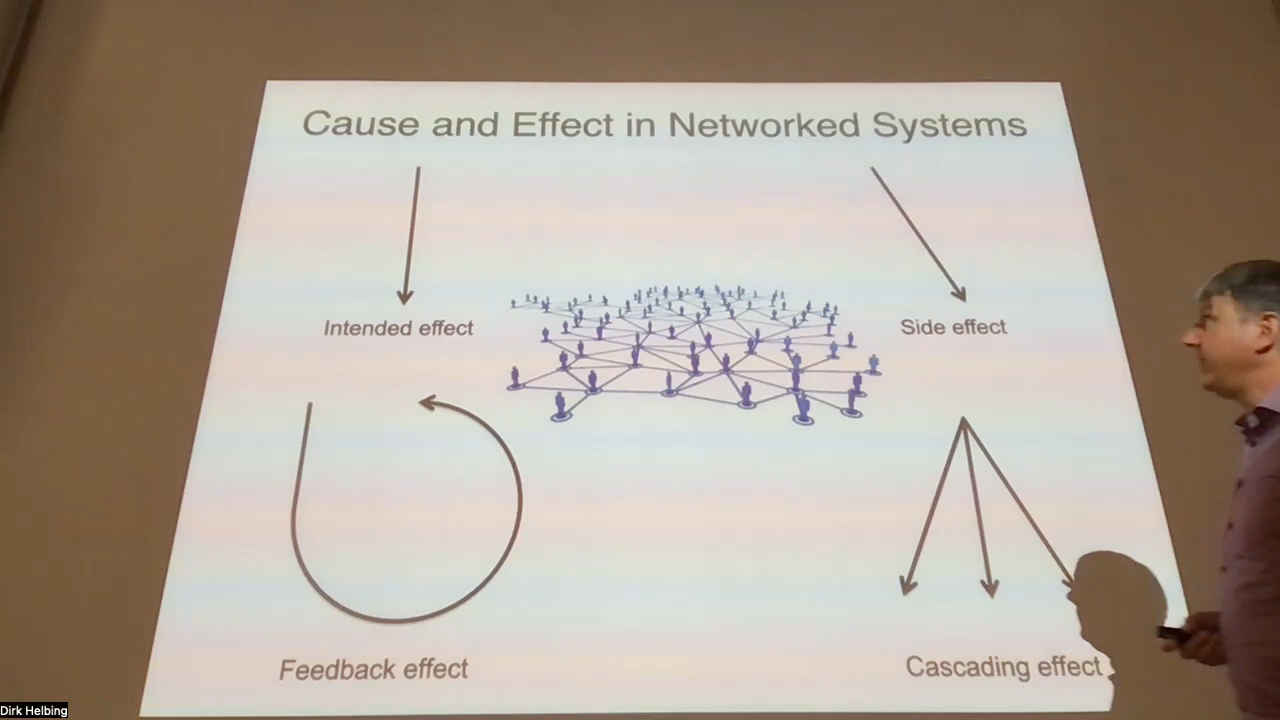 Cause and Effect in Networked Systems
Intended effect
Side effect
Feedback effect
Cascading effect
Dirk Helbing